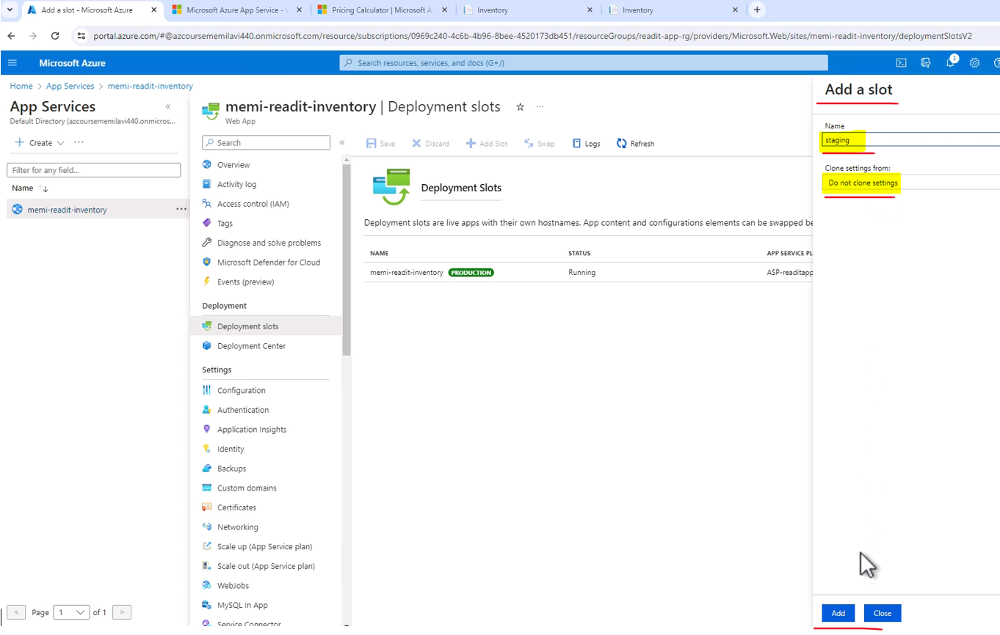 Add a slot - Microsoft Azure
Microsoft Azure App Service -
Pricing Calculator | Microsoft Az
Inventory
Inventory
portal.azure.com/#@azcoursememilavi440.onmicrosoft.com/resource/subscriptions/0969c240-4c6b-4b96-8bee-4520173db451/resourceGroups/readit-app-rg/providers/Microsoft.Web/sites/memi-readit-inventory/deploymentSlotsV2
Microsoft Azure
Search resources, services, and docs (G+/)
3
Home > App Services > memi-readit-inventory
App Services
Default Directory (azcoursememilavi440.onmicros...
+ Create
Filter for any field...
Name
memi-readit-inventory
< Page 1 of 1 >
memi-readit-inventory | Deployment slots
Web App
Search
Overview
Activity log
Access control (IAM)
Tags
Diagnose and solve problems
Microsoft Defender for Cloud
Events (preview)
Deployment
Deployment slots
Deployment Center
Settings
Configuration
Authentication
Application Insights
Identity
Backups
Custom domains
Certificates
Networking
Scale up (App Service plan)
Scale out (App Service plan)
WebJobs
MySQL In App
Service Connector
Save Discard Add Slot Swap Logs Refresh
Deployment Slots
Deployment slots are live apps with their own hostnames. App content and configurations elements can be swapped be
NAME STATUS APP SERVICE PL
memi-readit-inventory PRODUCTION Running ASP-readitapp
Add a slot
Name
staging
Clone settings from:
Do not clone settings
Add Close